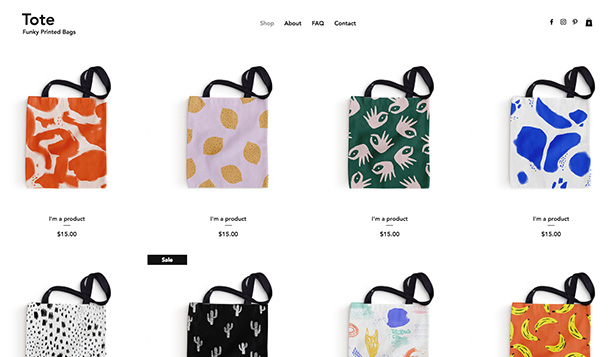 Tote
Funky Printed Bags
Shop About FAQ Contact
I'm a product
$15.00
I'm a product
$15.00
I'm a product
$15.00
I'm a product
$15.00
Sale